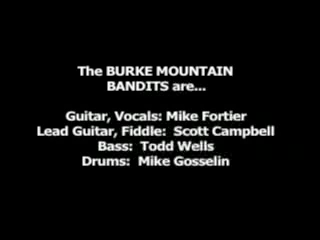 The BURKE MOUNTAIN
BANDITS are...
Guitar, Vocals: Mike Fortier
Lead Guitar, Fiddle:  Scott Campbell
Bass:  Todd Wells
Drums:  Mike Gosselin